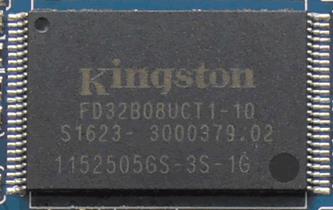 Kingston
FD32B08UCT1-10
S1623- 3000379.02
1152505GS-3S-1G